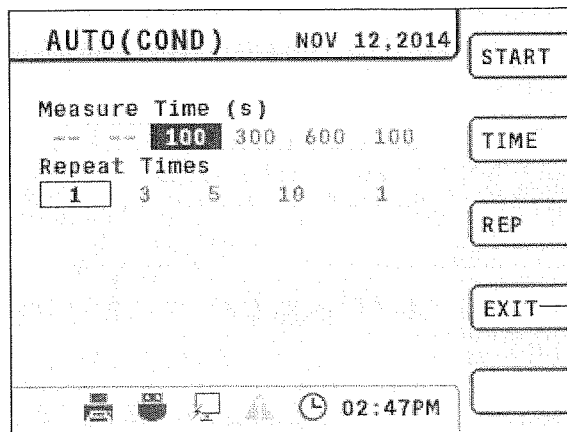 AUTO(COND) NOV 12,2014
Measure Time (s)
-- -- 100 300 600 100
Repeat Times
1 3 5 10 1
02:47PM
START
TIME
REP
EXIT